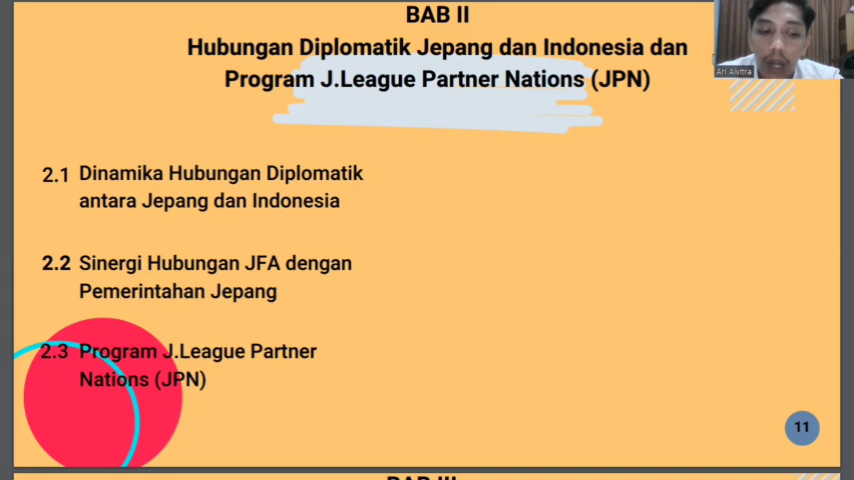 BAB II
Hubungan Diplomatik Jepang dan Indonesia dan
Program J.League Partner Nations (JPN)
Ari Alvitra
2.1 Dinamika Hubungan Diplomatik
antara Jepang dan Indonesia
2.2 Sinergi Hubungan JFA dengan
Pemerintahan Jepang
2.3 Program J.League Partner
Nations (JPN)
11
BAB III